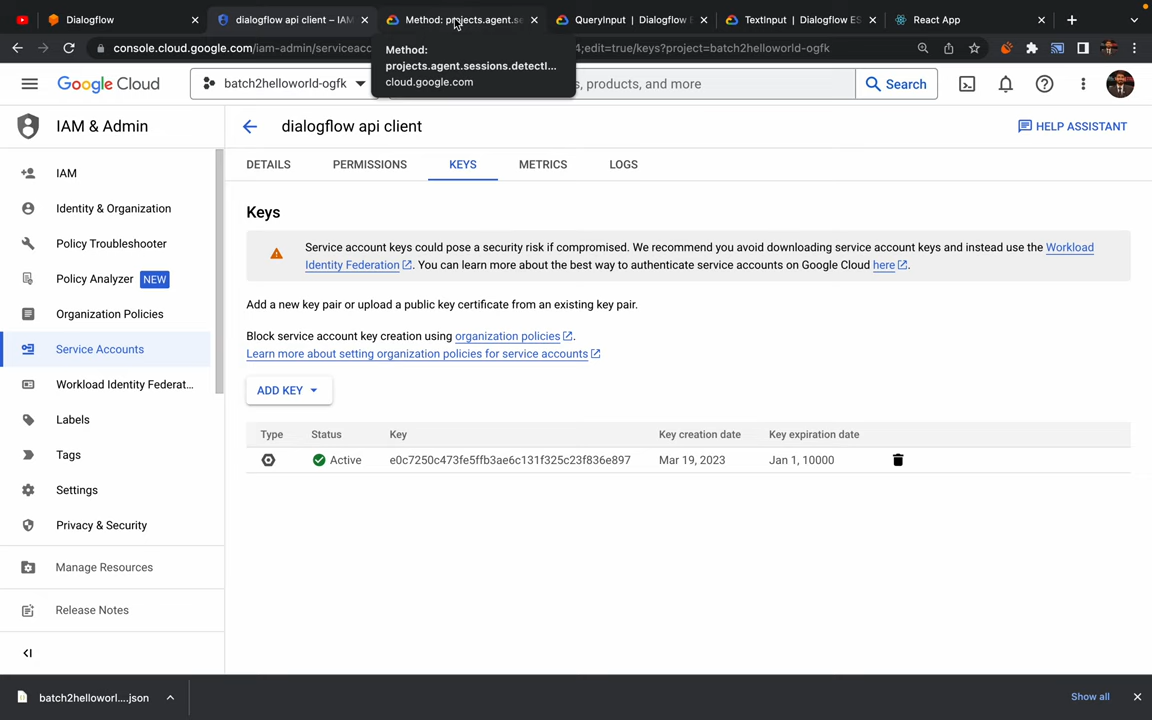 Dialogflow
dialogflow api client – IAM
Method: projects.agent.se
QueryInput | Dialogflow E
TextInput | Dialogflow ES
React App
console.cloud.google.com/iam-admin/serviceacc
4;edit=true/keys?project=batch2helloworld-ogfk
Method:
projects.agent.sessions.detectI...
cloud.google.com
Google Cloud
batch2helloworld-ogfk
s, products, and more
Search
IAM & Admin
dialogflow api client
HELP ASSISTANT
DETAILS
PERMISSIONS
KEYS
METRICS
LOGS
IAM
Identity & Organization
Policy Troubleshooter
Policy Analyzer NEW
Organization Policies
Service Accounts
Workload Identity Federat...
Labels
Tags
Settings
Privacy & Security
Manage Resources
Release Notes
Keys
Service account keys could pose a security risk if compromised. We recommend you avoid downloading service account keys and instead use the Workload
Identity Federation. You can learn more about the best way to authenticate service accounts on Google Cloud here.
Add a new key pair or upload a public key certificate from an existing key pair.
Block service account key creation using organization policies.
Learn more about setting organization policies for service accounts
ADD KEY
Type Status Key Key creation date Key expiration date
Active e0c7250c473fe5ffb3ae6c131f325c23f836e897 Mar 19, 2023 Jan 1, 10000
batch2helloworl....json
Show all